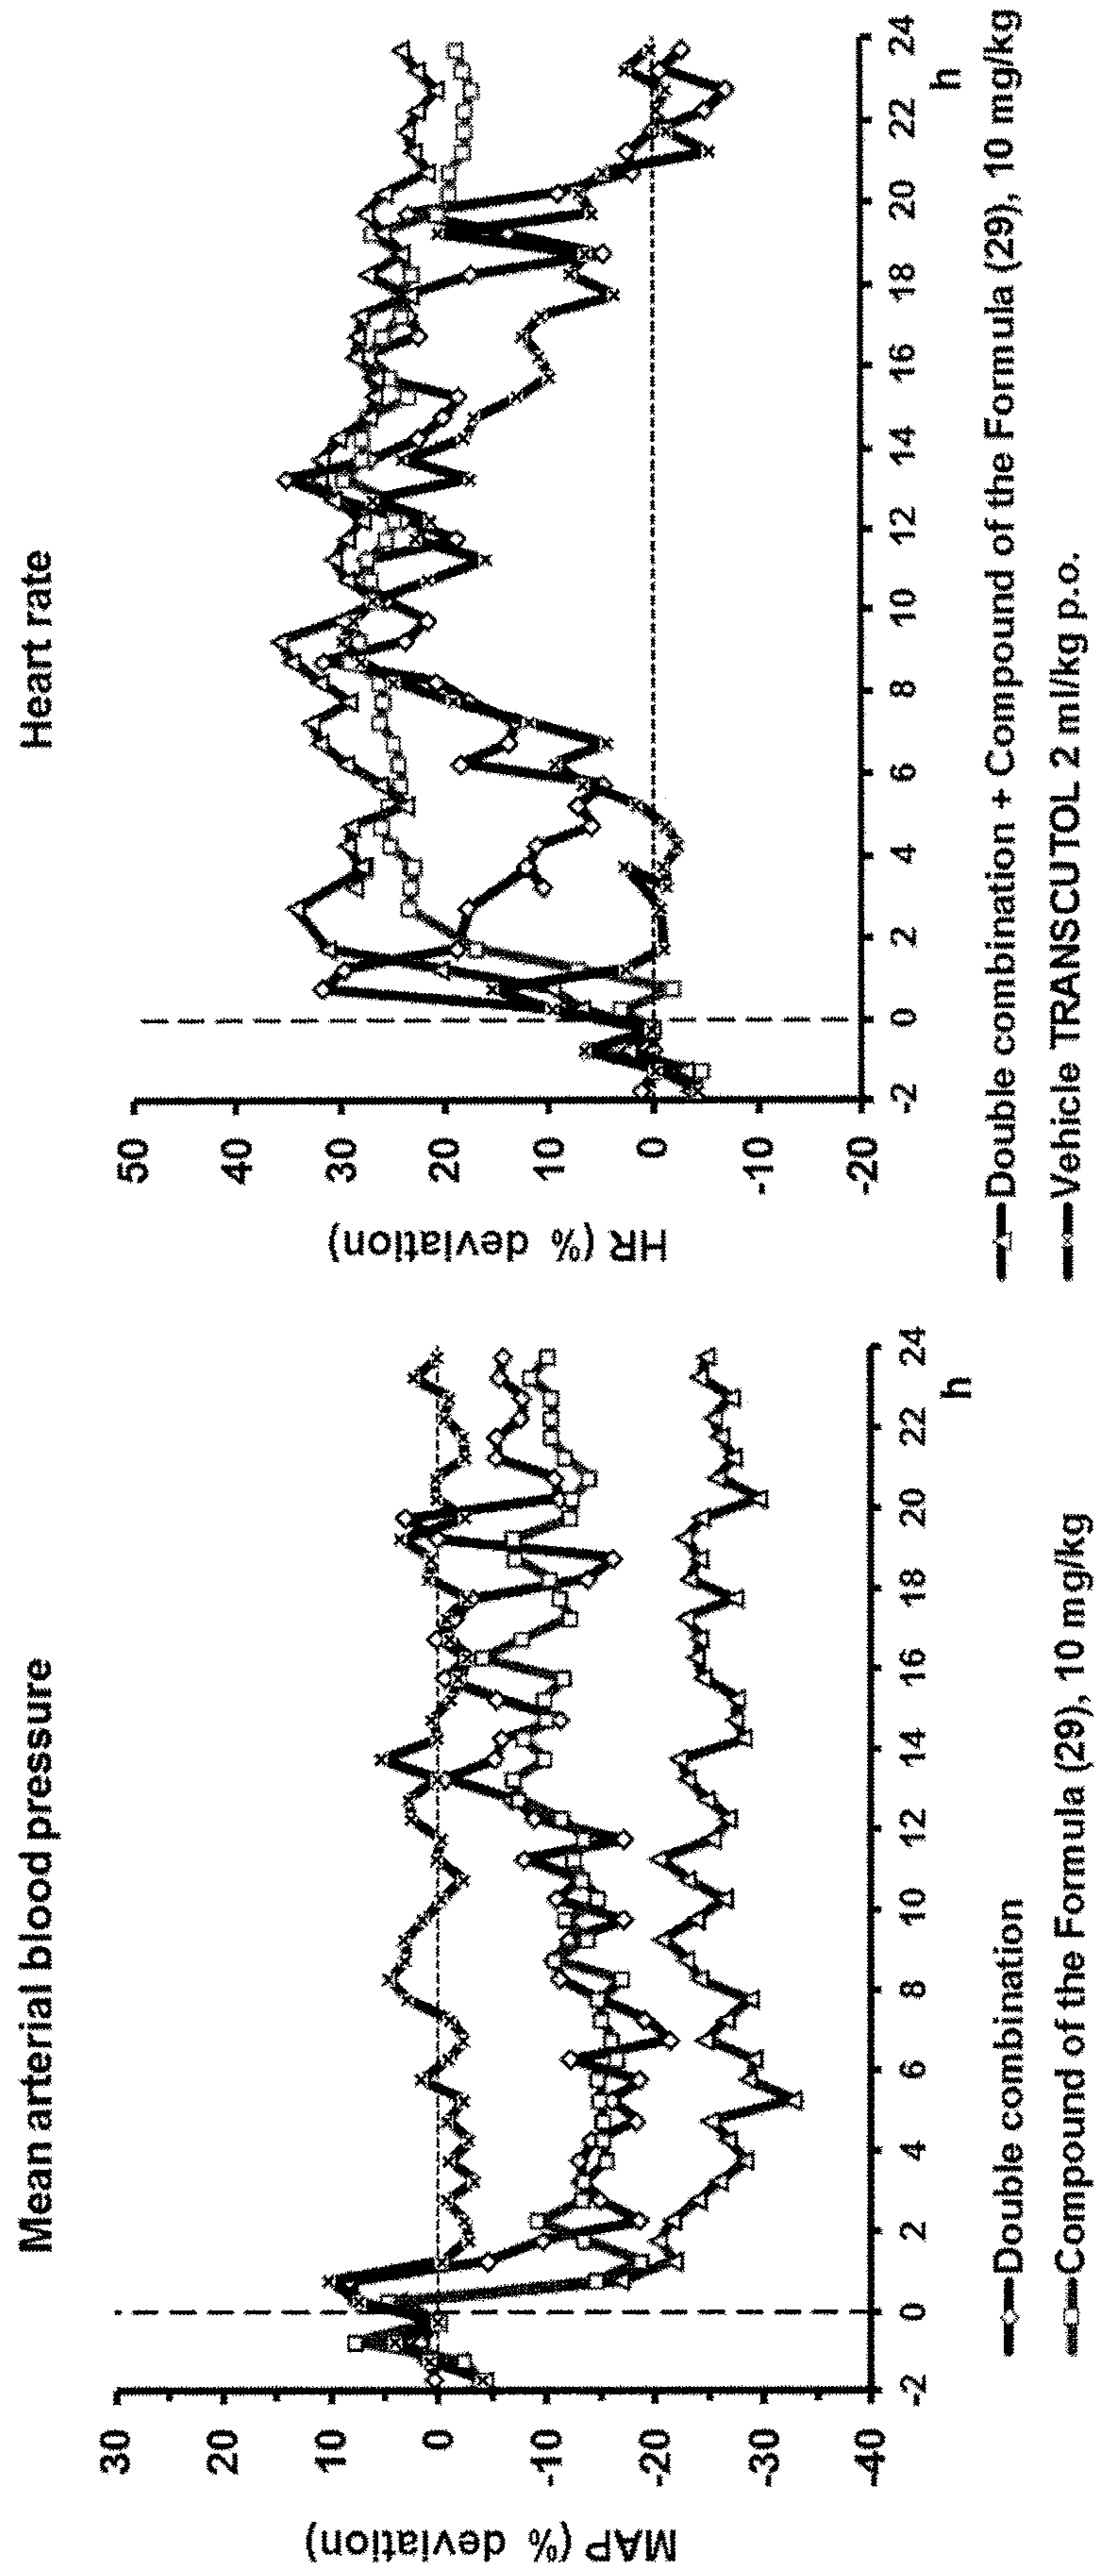 Mean arterial blood pressure
MAP (% deviation)
30
20
10
0
-10
-20
-30
-40
-2 0 2 4 6 8 10 12 14 16 18 20 22 24
h
Heart rate
HR (% deviation)
50
40
30
20
10
0
-10
-20
-2 0 2 4 6 8 10 12 14 16 18 20 22 24
h
Double combination
Double combination + Compound of the Formula (29), 10 mg/kg
Compound of the Formula (29), 10 mg/kg
Vehicle TRANSCUTOL 2 ml/kg p.o.